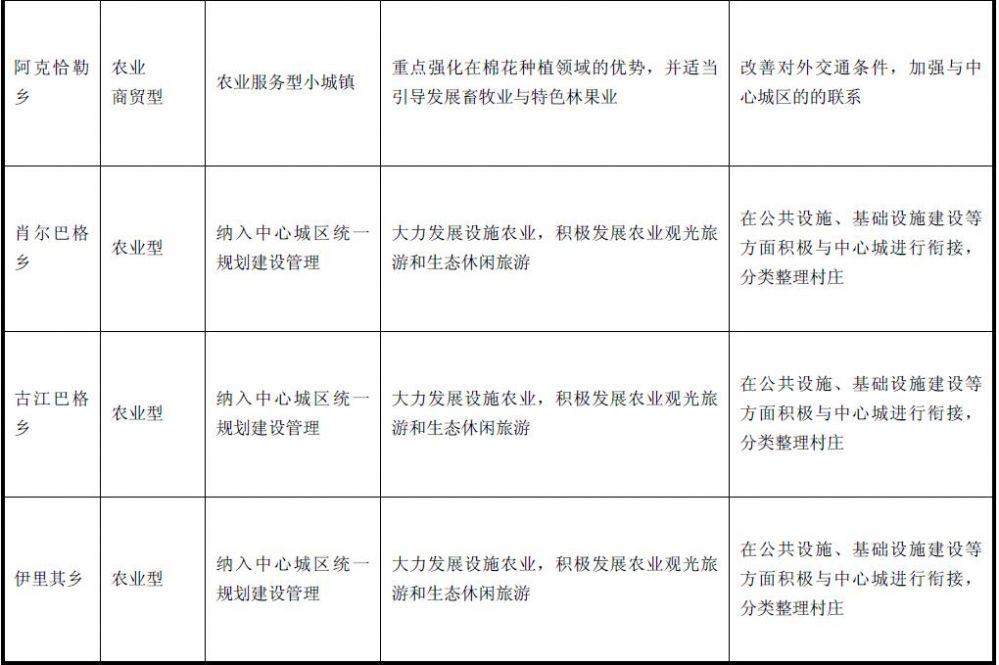 阿克恰勒
乡
农业
商贸型
农业服务型小城镇
重点强化在棉花种植领域的优势，并适当
引导发展畜牧业与特色林果业
改善对外交通条件，加强与中
心城区的的联系
肖尔巴格
乡
农业型
纳入中心城区统一
规划建设管理
大力发展设施农业，积极发展农业观光旅
游和生态休闲旅游
在公共设施、基础设施建设等
方面积极与中心城进行衔接，
分类整理村庄
古江巴格
乡
农业型
纳入中心城区统一
规划建设管理
大力发展设施农业，积极发展农业观光旅
游和生态休闲旅游
在公共设施、基础设施建设等
方面积极与中心城进行衔接，
分类整理村庄
伊里其乡
农业型
纳入中心城区统一
规划建设管理
大力发展设施农业，积极发展农业观光旅
游和生态休闲旅游
在公共设施、基础设施建设等
方面积极与中心城进行衔接，
分类整理村庄